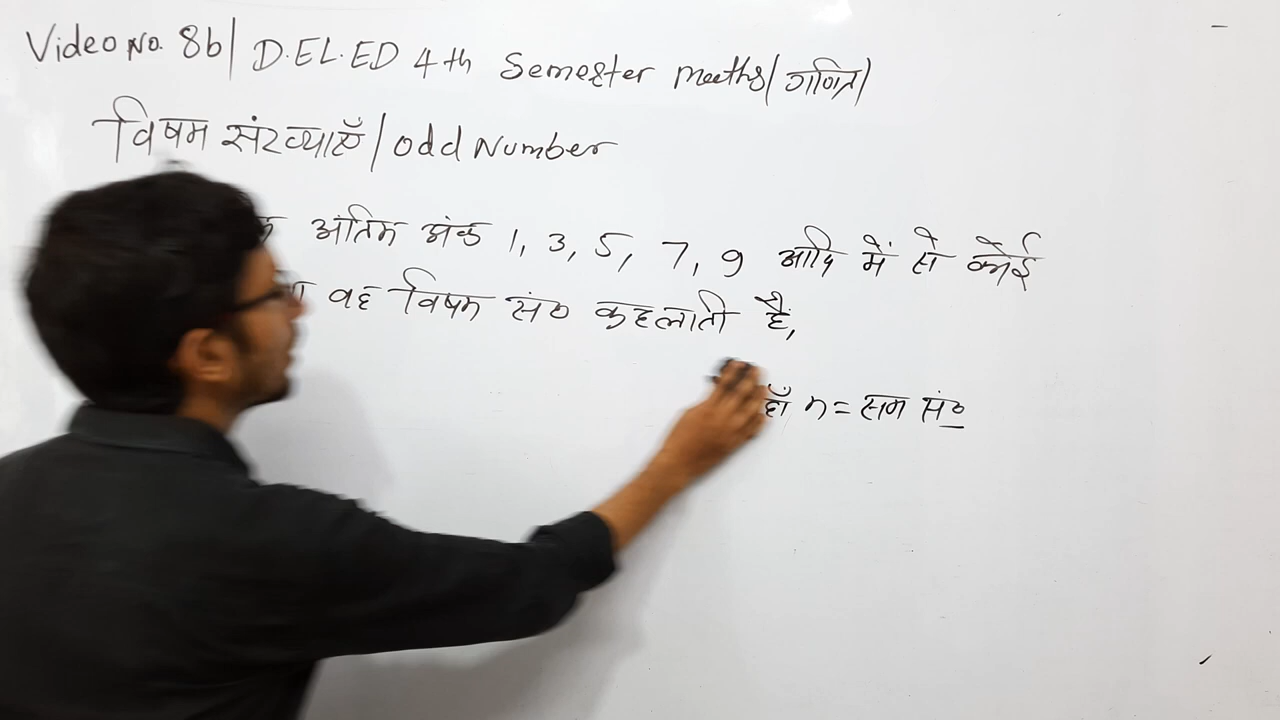 Video No. 8b| D.EL.ED 4th Semester Maths/गणित/
विषम संख्याएँ/odd Number
अंतिम अंक 1, 3, 5, 7, 9 आदि में से कोई
वह विषम सं० कहलाती है,
n = सम सं०